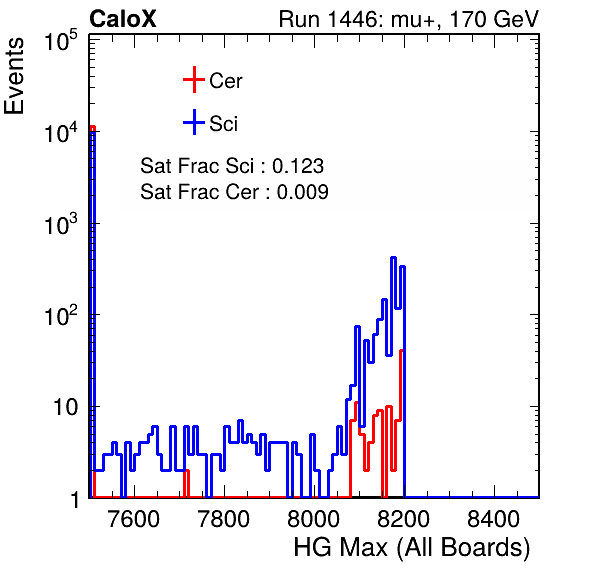 CaloX Run 1446: mu+, 170 GeV
Events
10^5
Cer
Sci
10^4
Sat Frac Sci : 0.123
Sat Frac Cer : 0.009
10^3
10^2
10
1
7600 7800 8000 8200 8400
HG Max (All Boards)